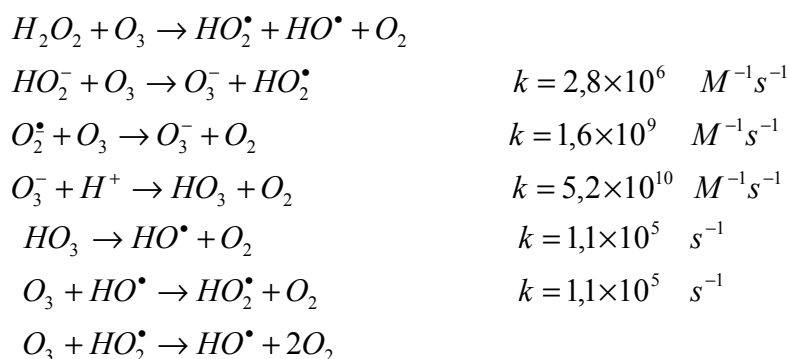 H₂O₂ + O₃ → HO₂• + HO• + O₂
HO₂⁻ + O₃ → O₃⁻ + HO₂• k = 2,8×10⁶ M⁻¹s⁻¹
O₂• + O₃ → O₃⁻ + O₂ k = 1,6×10⁹ M⁻¹s⁻¹
O₃⁻ + H⁺ → HO₃ + O₂ k = 5,2×10¹⁰ M⁻¹s⁻¹
HO₃ → HO• + O₂ k = 1,1×10⁵ s⁻¹
O₃ + HO• → HO₂• + O₂ k = 1,1×10⁵ s⁻¹
O₃ + HO₂• → HO• + 2O₂